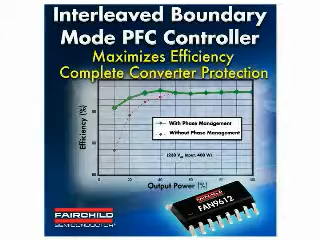 Interleaved Boundary
Mode PFC Controller
Maximizes Efficiency
Complete Converter Protection
Efficiency (%)
With Phase Management
Without Phase Management
Output Power (%)
FAN9612
FAIRCHILD
SEMICONDUCTOR